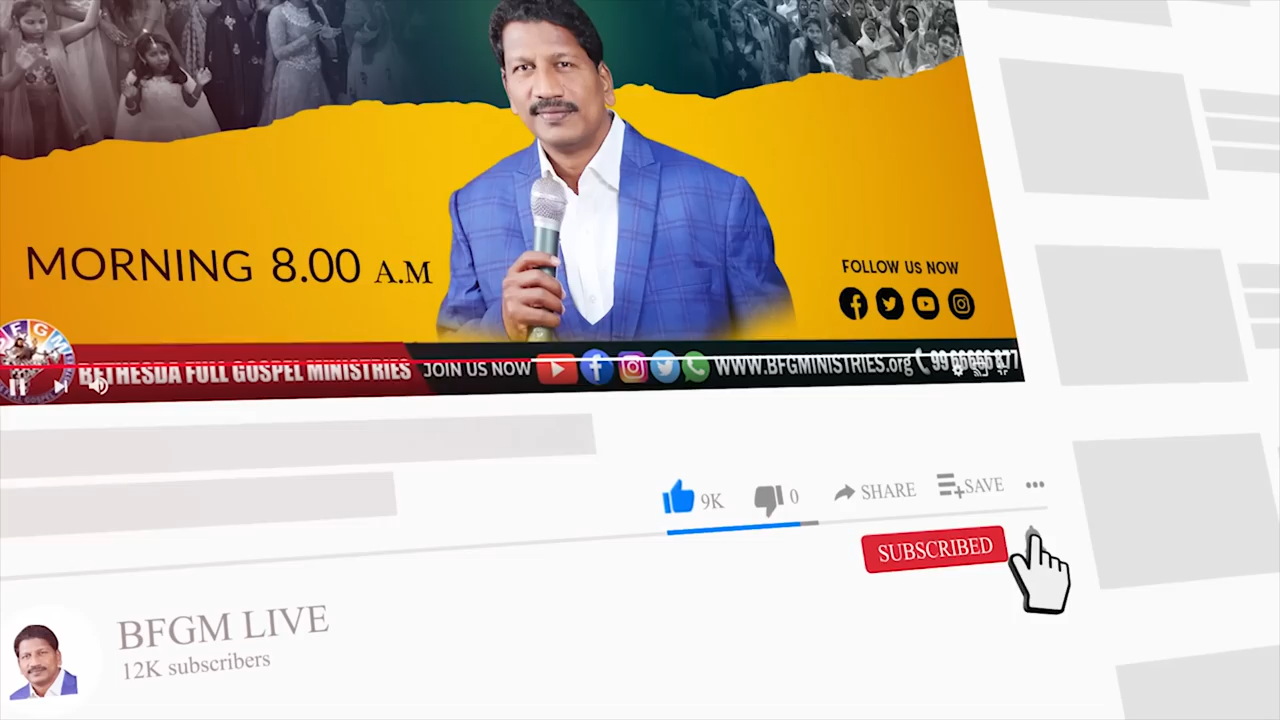 MORNING 8.00 A.M
FOLLOW US NOW
BFGM
BETHESDA FULL GOSPEL MINISTRIES
JOIN US NOW
WWW.BFGMINISTRIES.org
9K
0
SHARE
SAVE
SUBSCRIBED
BFGM LIVE
12K subscribers